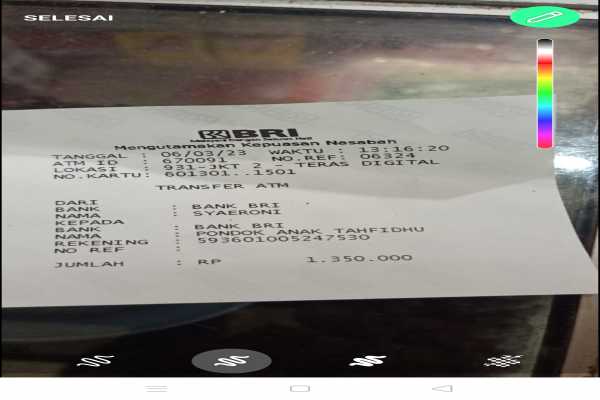 SELESAI
BRI
Mengutamakan Kepuasan Nasabah
TANGGAL : 06/03/23 WAKTU : 13:16:20
ATM ID : 670091 NO.REF: 06324
LOKASI : 931-JKT 2 - TERAS DIGITAL
NO.KARTU: 601301..1501
TRANSFER ATM
DARI
BANK : BANK BRI
NAMA : SYAERONI
KEPADA
BANK : BANK BRI
NAMA : PONDOK ANAK TAHFIDHU
REKENING : 593601005247530
NO REF :
JUMLAH : RP 1.350.000